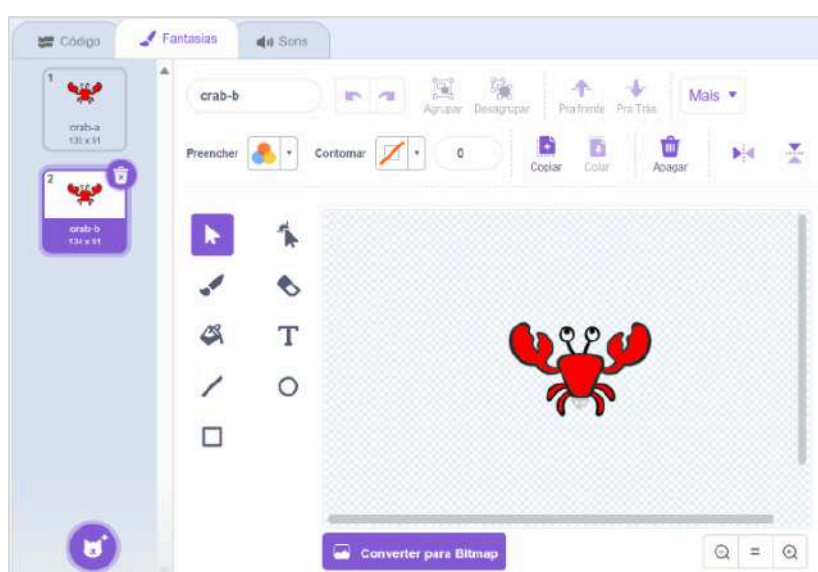 Código
Fantasias
Sons
1
crab-a
2
crab-b
crab-b
Agrupar
Desagrupar
Pra frente
Pra Trás
Mais
Preencher
Contornar
0
Copiar
Colar
Apagar
T
Converter para Bitmap